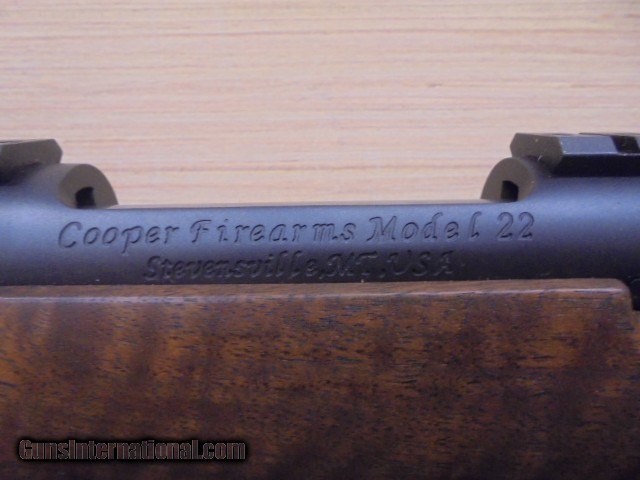 Cooper Firearms Model 22
Stevensville, MT, USA
GunsInternational.com